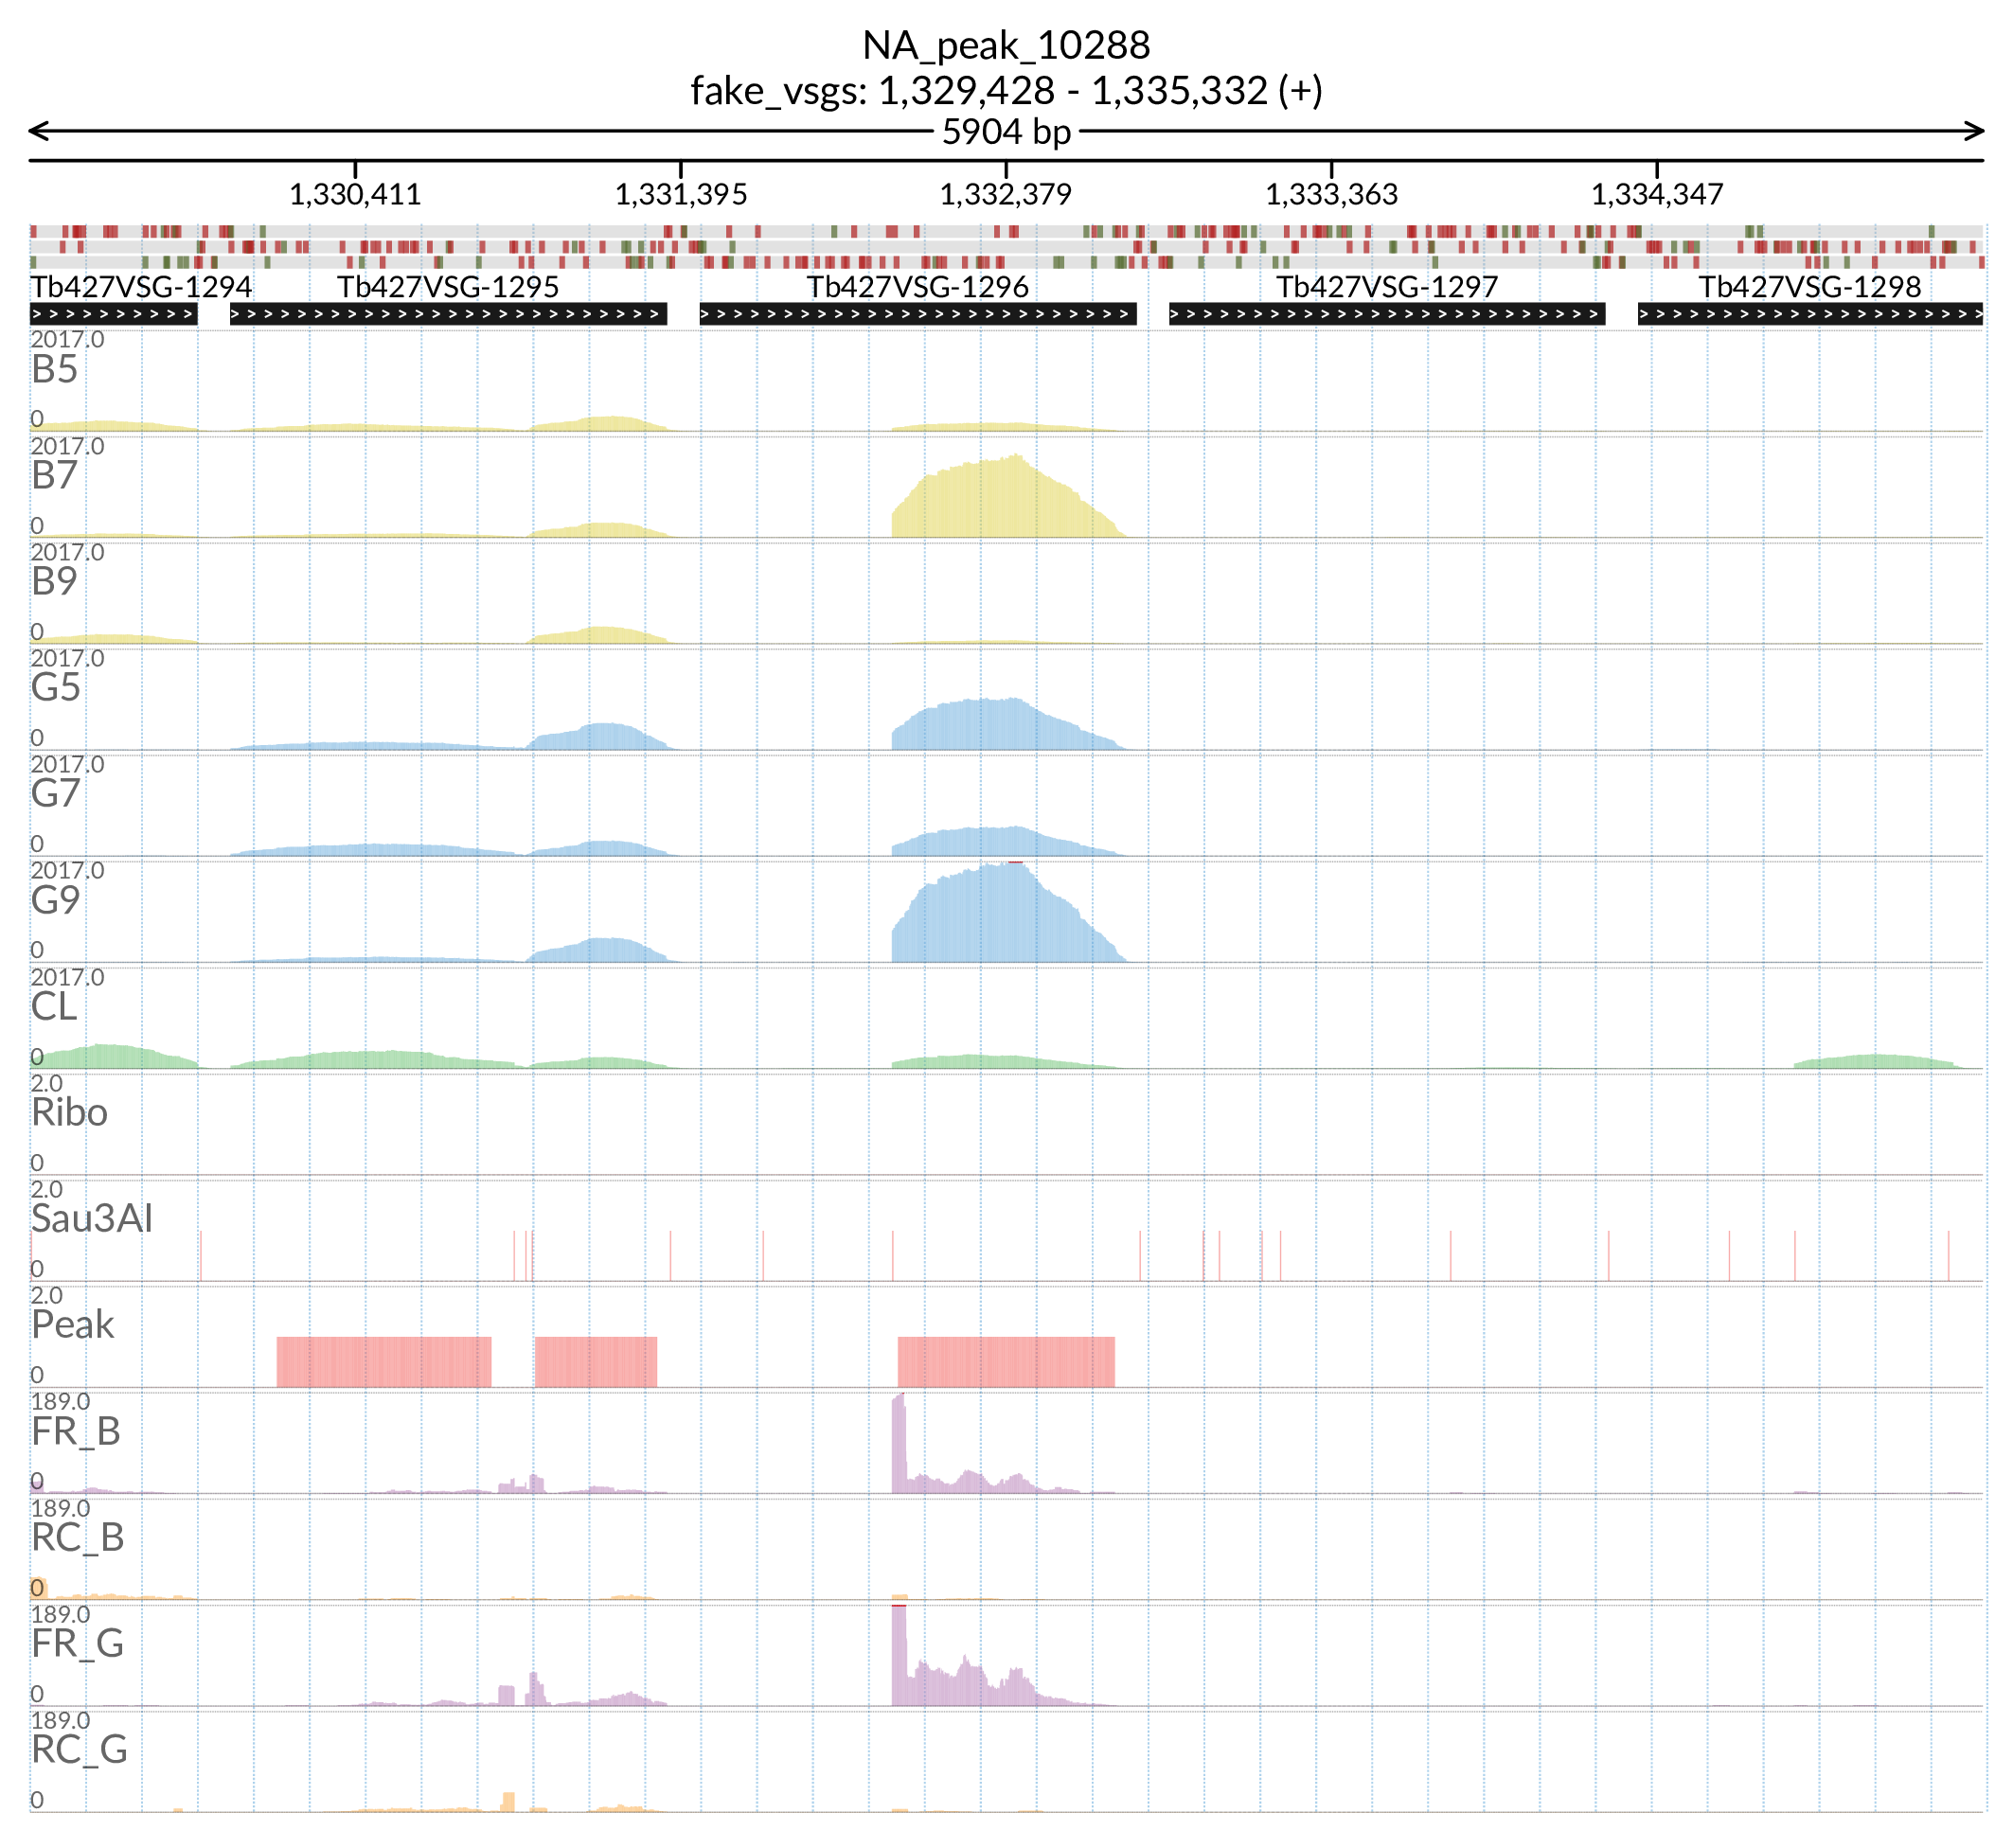 NA_peak_10288
fake_vsgs: 1,329,428 - 1,335,332 (+)
5904 bp
1,330,411 1,331,395 1,332,379 1,333,363 1,334,347
Tb427VSG-1294 Tb427VSG-1295 Tb427VSG-1296 Tb427VSG-1297 Tb427VSG-1298
2017.0
B5
0
2017.0
B7
0
2017.0
B9
0
2017.0
G5
0
2017.0
G7
0
2017.0
G9
0
2017.0
CL
0
2.0
Ribo
0
2.0
Sau3AI
0
2.0
Peak
0
189.0
FR_B
0
189.0
RC_B
0
189.0
FR_G
0
189.0
RC_G
0